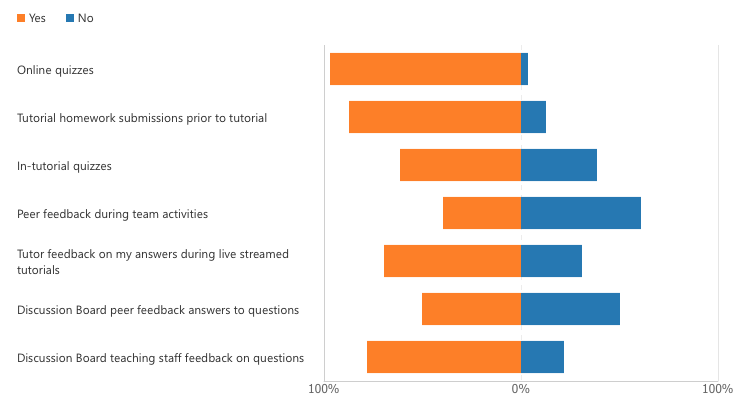 Yes No
Online quizzes
Tutorial homework submissions prior to tutorial
In-tutorial quizzes
Peer feedback during team activities
Tutor feedback on my answers during live streamed
tutorials
Discussion Board peer feedback answers to questions
Discussion Board teaching staff feedback on questions
100% 0% 100%